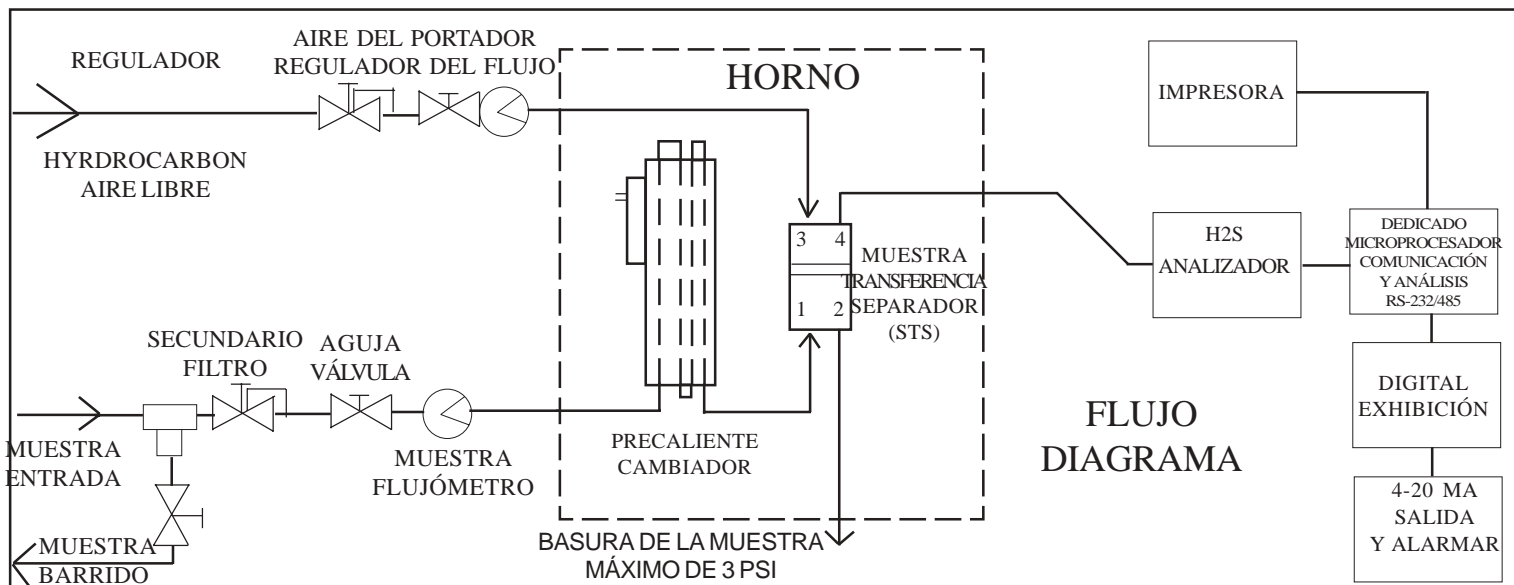 REGULADOR
AIRE DEL PORTADOR
REGULADOR DEL FLUJO
HYRDROCARBON
AIRE LIBRE
HORNO
IMPRESORA
3 4
1 2
MUESTRA
TRANSFERENCIA
SEPARADOR
(STS)
H2S
ANALIZADOR
DEDICADO
MICROPROCESADOR
COMUNICACIÓN
Y ANÁLISIS
RS-232/485
SECUNDARIO
FILTRO
AGUJA
VÁLVULA
MUESTRA
ENTRADA
MUESTRA
FLUJÓMETRO
PRECALIENTE
CAMBIADOR
FLUJO
DIAGRAMA
DIGITAL
EXHIBICIÓN
4-20 MA
SALIDA
Y ALARMAR
MUESTRA
BARRIDO
BASURA DE LA MUESTRA
MÁXIMO DE 3 PSI